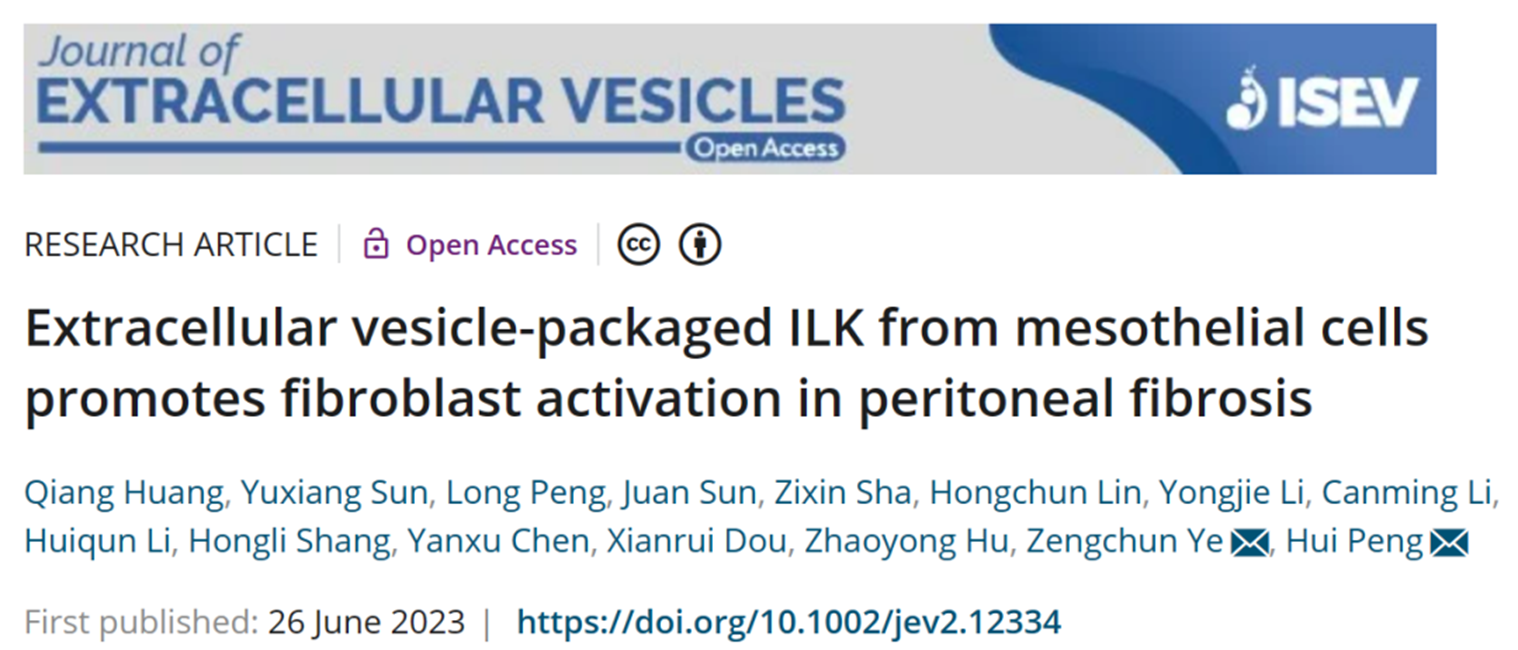 Journal of
EXTRACELLULAR VESICLES
Open Access
ISEV
RESEARCH ARTICLE | Open Access | cc
Extracellular vesicle-packaged ILK from mesothelial cells
promotes fibroblast activation in peritoneal fibrosis
Qiang Huang, Yuxiang Sun, Long Peng, Juan Sun, Zixin Sha, Hongchun Lin, Yongjie Li, Canming Li,
Huiqun Li, Hongli Shang, Yanxu Chen, Xianrui Dou, Zhaoyong Hu, Zengchun Ye, Hui Peng
First published: 26 June 2023 | https://doi.org/10.1002/jev2.12334